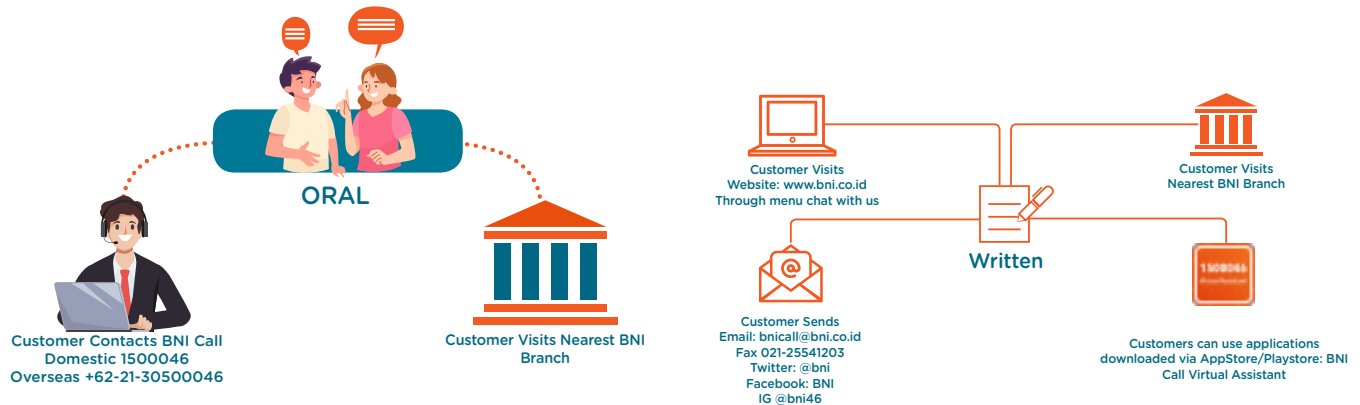 ORAL
Customer Contacts BNI Call
Domestic 1500046
Overseas +62-21-30500046
Customer Visits Nearest BNI
Branch
Customer Visits
Website: www.bni.co.id
Through menu chat with us
Customer Visits
Nearest BNI Branch
Written
Customer Sends
Email: bnicall@bni.co.id
Fax 021-25541203
Twitter: @bni
Facebook: BNI
IG @bni46
1500046
Customers can use applications
downloaded via AppStore/Playstore: BNI
Call Virtual Assistant